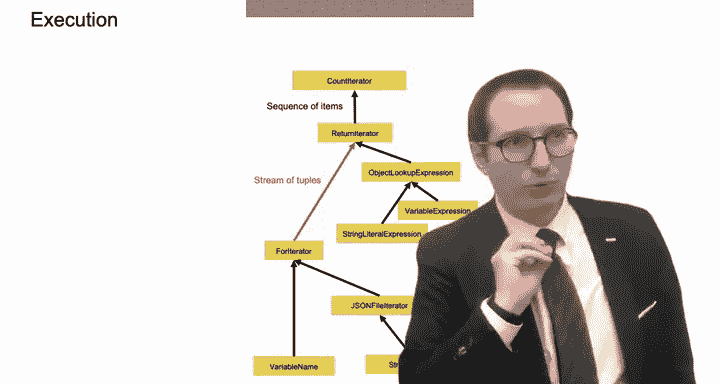 Execution
CountIterator
Sequence of items
ReturnIterator
Stream of tuples
ObjectLookupExpression
VariableExpression
StringLiteralExpression
ForIterator
JSONFileIterator
VariableName